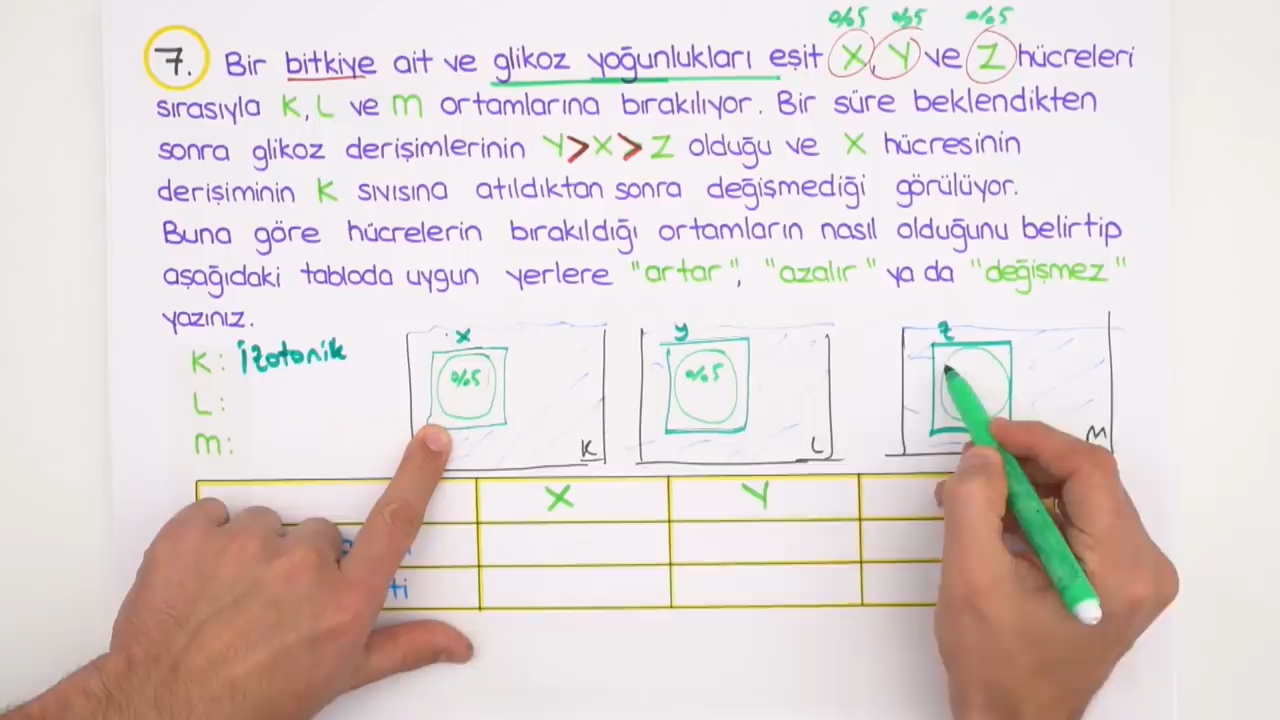 %5 %5 %5
7. Bir bitkiye ait ve glikoz yoğunlukları eşit X, Y ve Z hücreleri
sırasıyla K, L ve M ortamlarına bırakılıyor. Bir süre beklendikten
sonra glikoz derişimlerinin Y>X>Z olduğu ve X hücresinin
derişiminin K sıvısına atıldıktan sonra değişmediği görülüyor.
Buna göre hücrelerin bırakıldığı ortamların nasıl olduğunu belirtip
aşağıdaki tabloda uygun yerlere "artar", "azalır" ya da "değişmez"
yazınız.
x y z
K: İzotonik
%5 %5
L:
M:
K L M
X Y